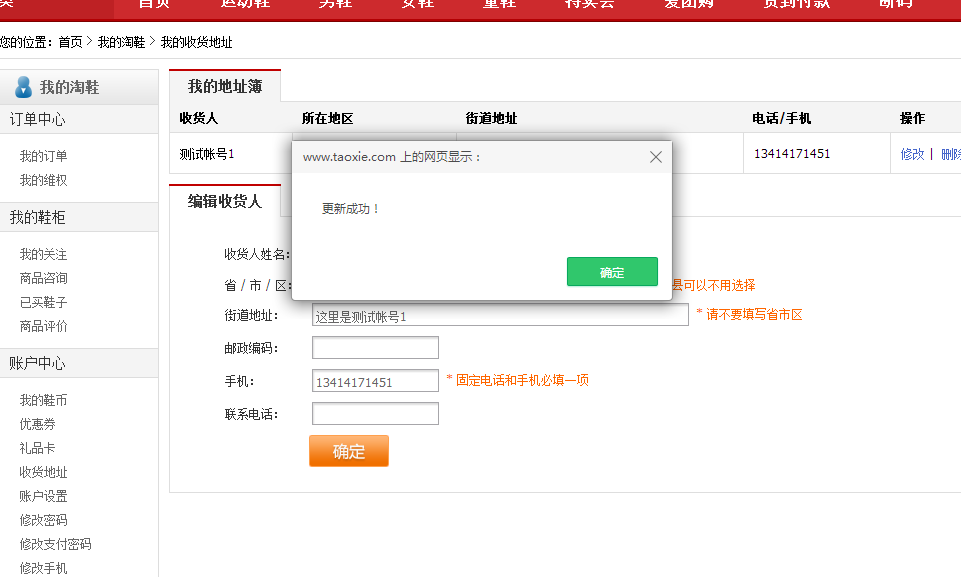 首页 运动鞋 男鞋 女鞋 童鞋 特卖会 爱团购 货到付款 断码
您的位置：首页 > 我的淘鞋 > 我的收货地址
我的淘鞋
订单中心
我的订单
我的维权
我的鞋柜
我的关注
商品咨询
已买鞋子
商品评价
账户中心
我的鞋币
优惠券
礼品卡
收货地址
账户设置
修改密码
修改支付密码
修改手机
我的地址簿
收货人 所在地区 街道地址 电话/手机 操作
测试帐号1 13414171451 修改 | 删除
www.taoxie.com 上的网页显示：
更新成功！
确定
编辑收货人
收货人姓名:
省 / 市 / 区: 县可以不用选择
街道地址: 这里是测试帐号1 * 请不要填写省市区
邮政编码:
手机: 13414171451 * 固定电话和手机必填一项
联系电话:
确定